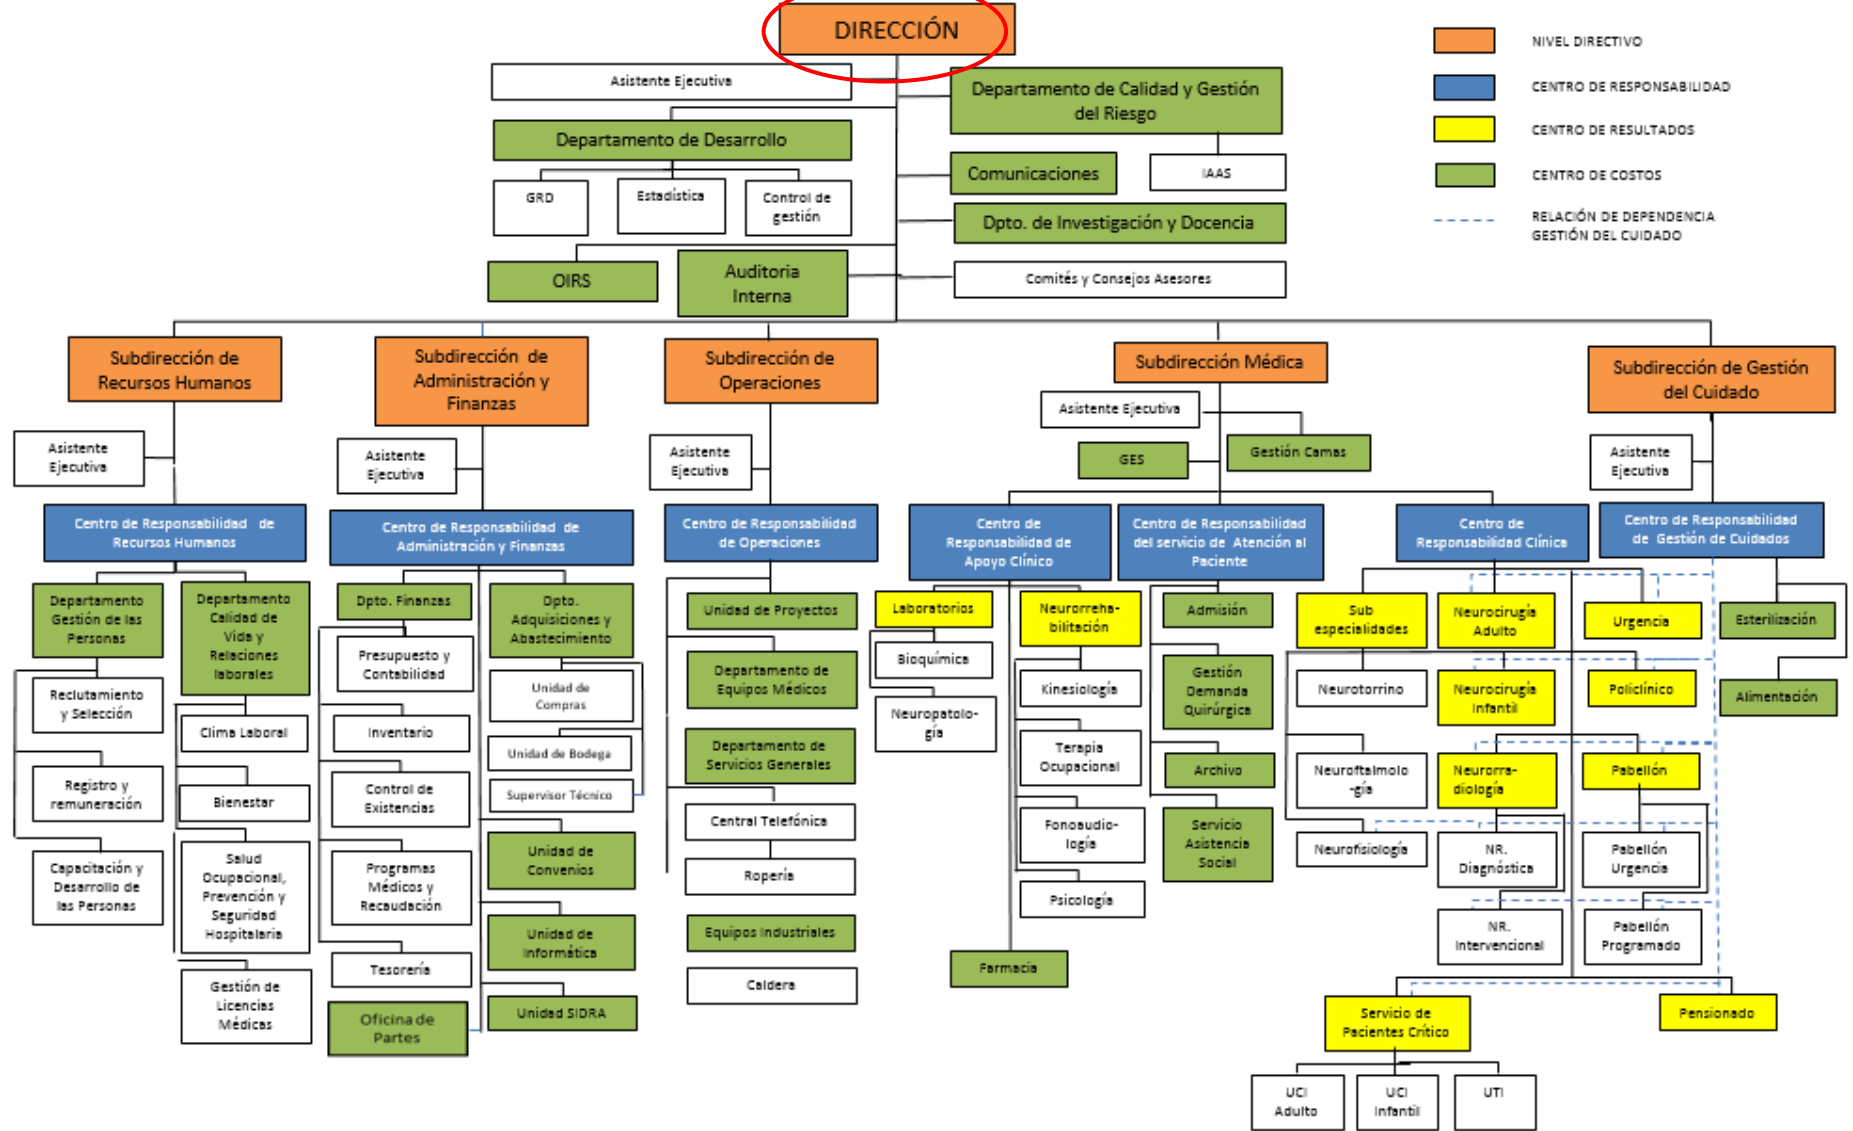 DIRECCIÓN
NIVEL DIRECTIVO
CENTRO DE RESPONSABILIDAD
CENTRO DE RESULTADOS
CENTRO DE COSTOS
RELACIÓN DE DEPENDENCIA
GESTIÓN DEL CUIDADO
Asistente Ejecutiva
Departamento de Calidad y Gestión
del Riesgo
Departamento de Desarrollo
Comunicaciones
IAAS
GRD
Estadística
Control de
gestión
Dpto. de Investigación y Docencia
OIRS
Auditoria
Interna
Comités y Consejos Asesores
Subdirección de
Recursos Humanos
Asistente
Ejecutiva
Centro de Responsabilidad de
Recursos Humanos
Departamento
Gestión de las
Personas
Reclutamiento
y Selección
Registro y
remuneración
Capacitación y
Desarrollo de
las Personas
Departamento
Calidad de
Vida y
Relaciones
laborales
Clima Laboral
Bienestar
Salud
Ocupacional,
Prevención y
Seguridad
Hospitalaria
Gestión de
Licencias
Médicas
Subdirección de
Administración y
Finanzas
Asistente
Ejecutiva
Centro de Responsabilidad de
Administración y Finanzas
Dpto. Finanzas
Presupuesto y
Contabilidad
Inventario
Control de
Existencias
Programas
Médicos y
Recaudación
Tesorería
Oficina de
Partes
Dpto.
Adquisiciones y
Abastecimiento
Unidad de
Compras
Unidad de Bodega
Supervisor Técnico
Unidad de
Convenios
Unidad de
Informática
Unidad SIDRA
Subdirección de
Operaciones
Asistente
Ejecutiva
Centro de Responsabilidad
de Operaciones
Unidad de Proyectos
Departamento de
Equipos Médicos
Departamento de
Servicios Generales
Central Telefónica
Ropería
Equipos Industriales
Caldera
Subdirección Médica
Asistente Ejecutiva
GES
Gestión Camas
Centro de
Responsabilidad de
Apoyo Clínico
Laboratorios
Bioquímica
Neuropatolo-
gía
Neurorreha-
bilitación
Kinesiología
Terapia
Ocupacional
Fonoaudio-
logía
Psicología
Farmacia
Centro de Responsabilidad
del servicio de Atención al
Paciente
Admisión
Gestión
Demanda
Quirúrgica
Archivo
Servicio
Asistencia
Social
Centro de
Responsabilidad Clínica
Sub
especialidades
Neurotorrino
Neuroftalmolo
-gía
Neurofisiología
Neurocirugía
Adulto
Neurocirugía
Infantil
Neurorra-
diología
NR.
Diagnóstica
NR.
Intervencional
Urgencia
Policlínico
Pabellón
Pabellón
Urgencia
Pabellón
Programado
Servicio de
Pacientes Crítico
Pensionado
UCI
Adulto
UCI
Infantil
UTI
Subdirección de Gestión
del Cuidado
Asistente
Ejecutiva
Centro de Responsabilidad
de Gestión de Cuidados
Esterilización
Alimentación